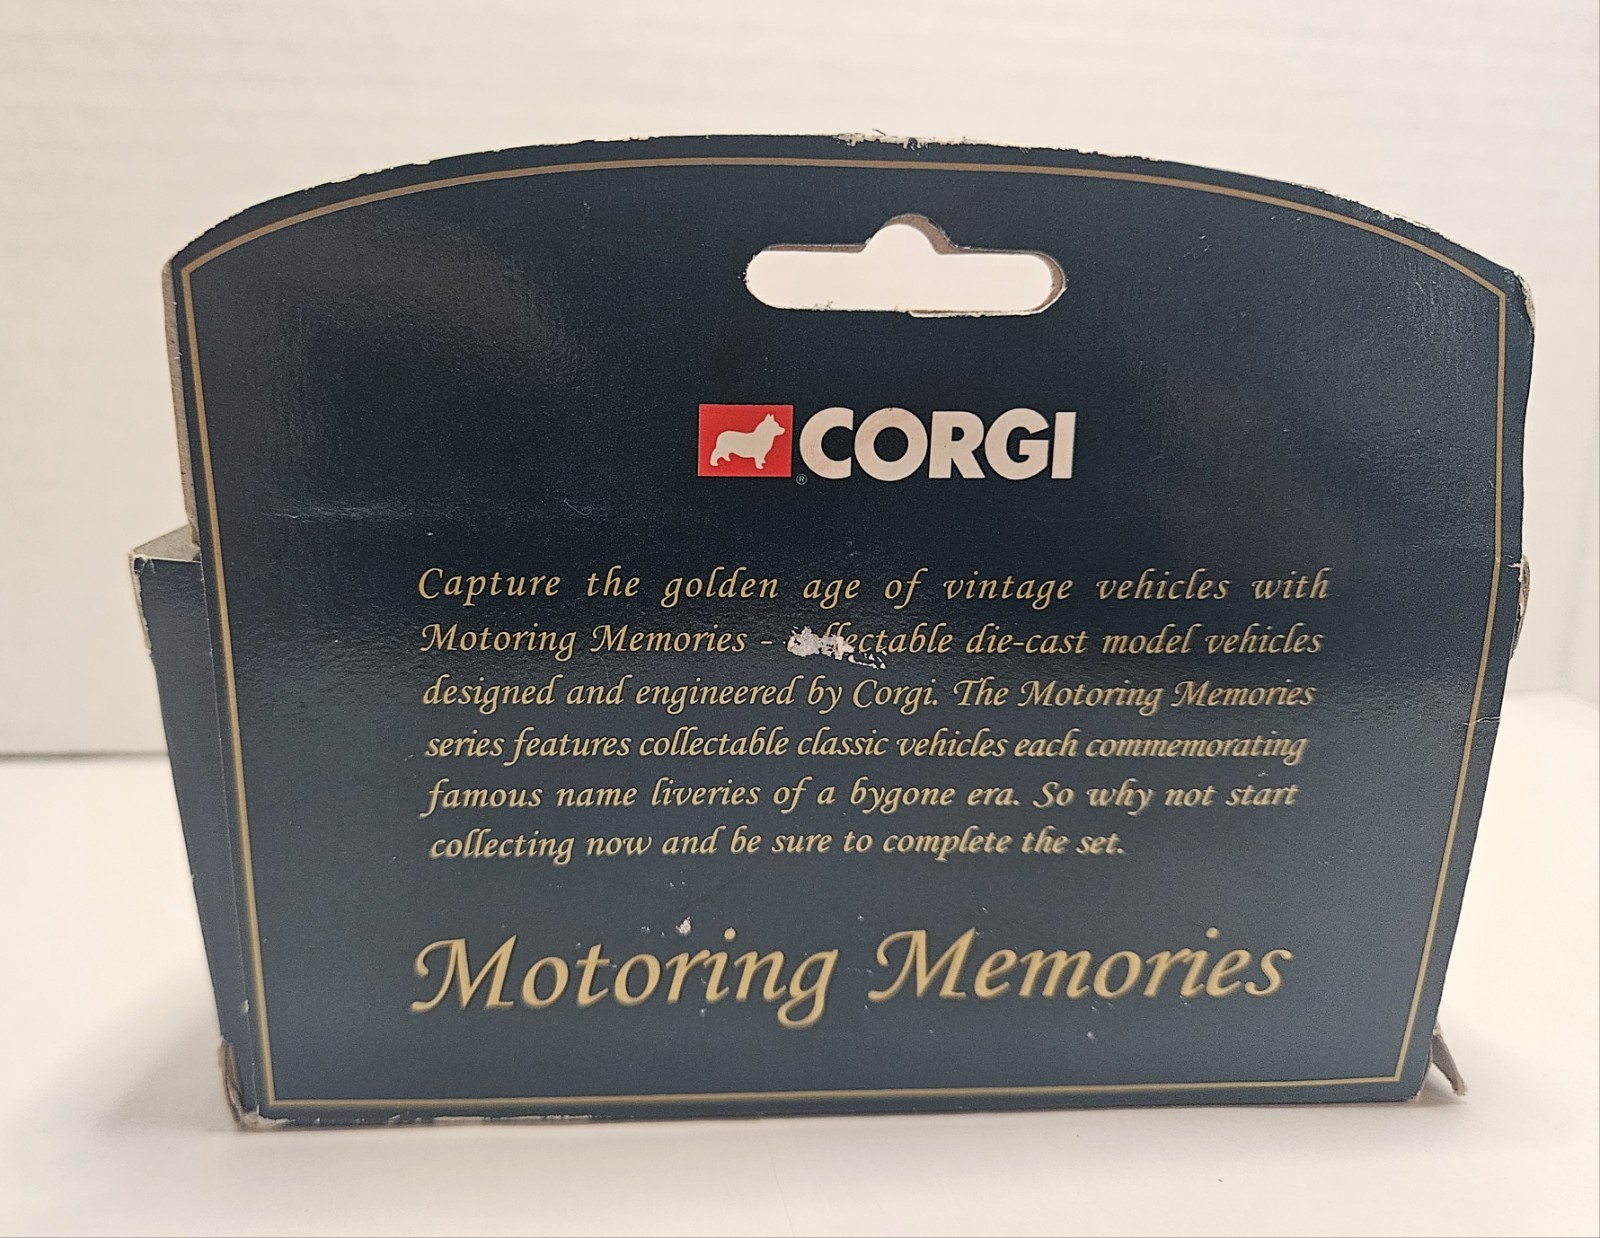 ® CORGI
Capture the golden age of vintage vehicles with
Motoring Memories - collectable die-cast model vehicles
designed and engineered by Corgi. The Motoring Memories
series features collectable classic vehicles each commemorating
famous name liveries of a bygone era. So why not start
collecting now and be sure to complete the set.
Motoring Memories